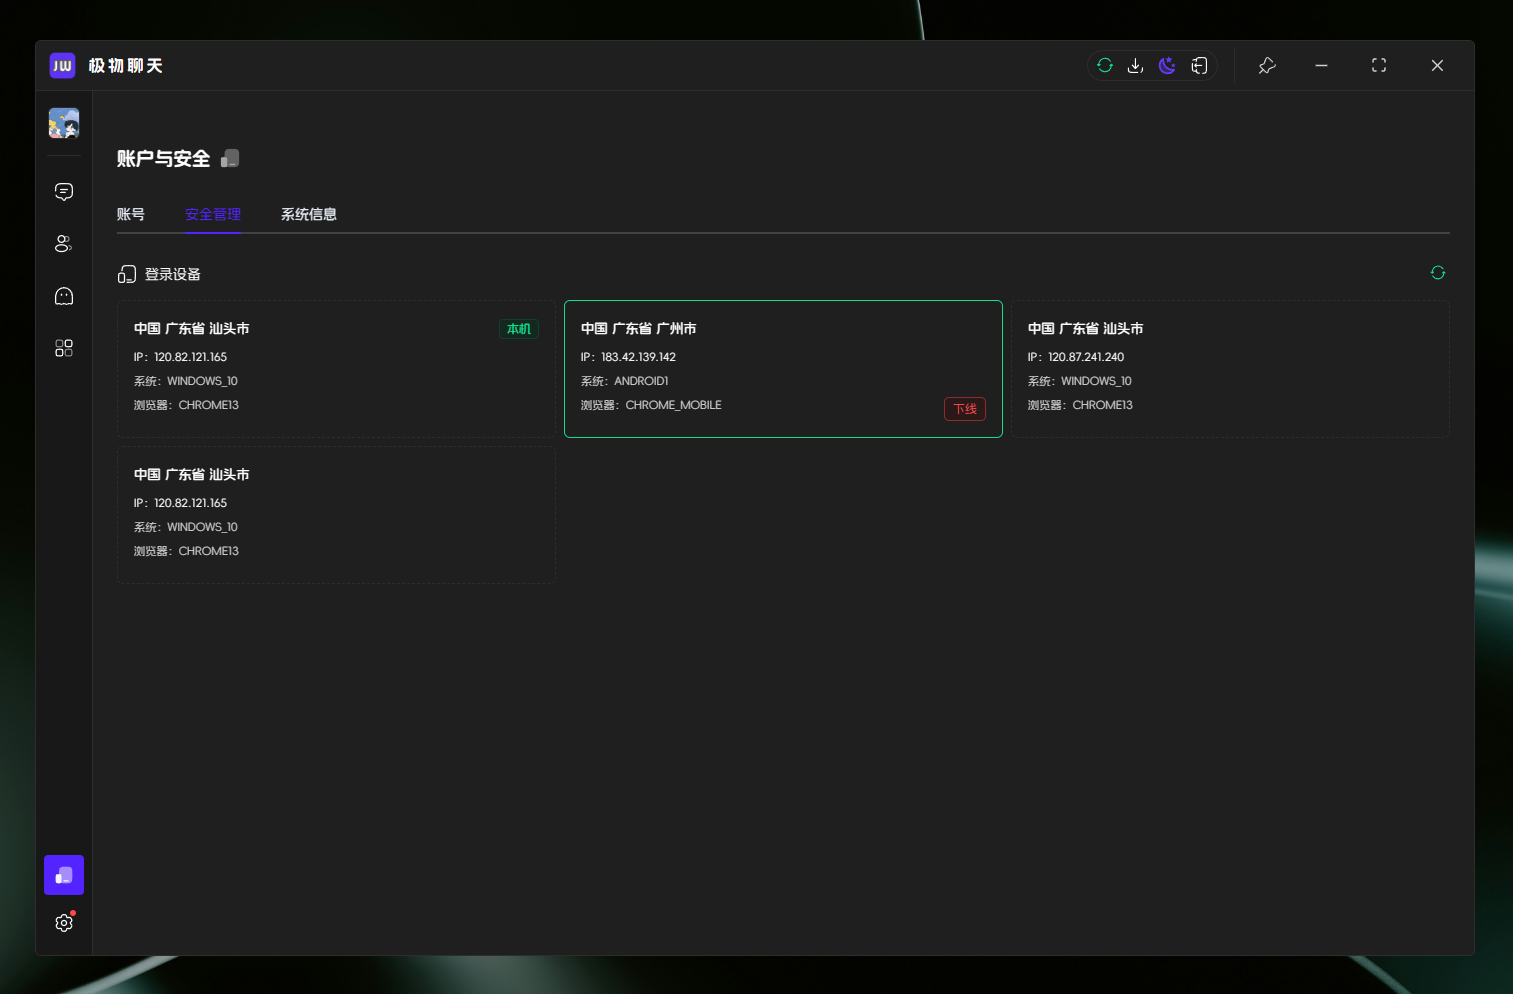 JW 极物聊天
账户与安全
账号 安全管理 系统信息
登录设备
中国 广东省 汕头市 本机
IP：120.82.121.165
系统：WINDOWS_10
浏览器：CHROME13
中国 广东省 广州市
IP：183.42.139.142
系统：ANDROID1
浏览器：CHROME_MOBILE
下线
中国 广东省 汕头市
IP：120.87.241.240
系统：WINDOWS_10
浏览器：CHROME13
中国 广东省 汕头市
IP：120.82.121.165
系统：WINDOWS_10
浏览器：CHROME13